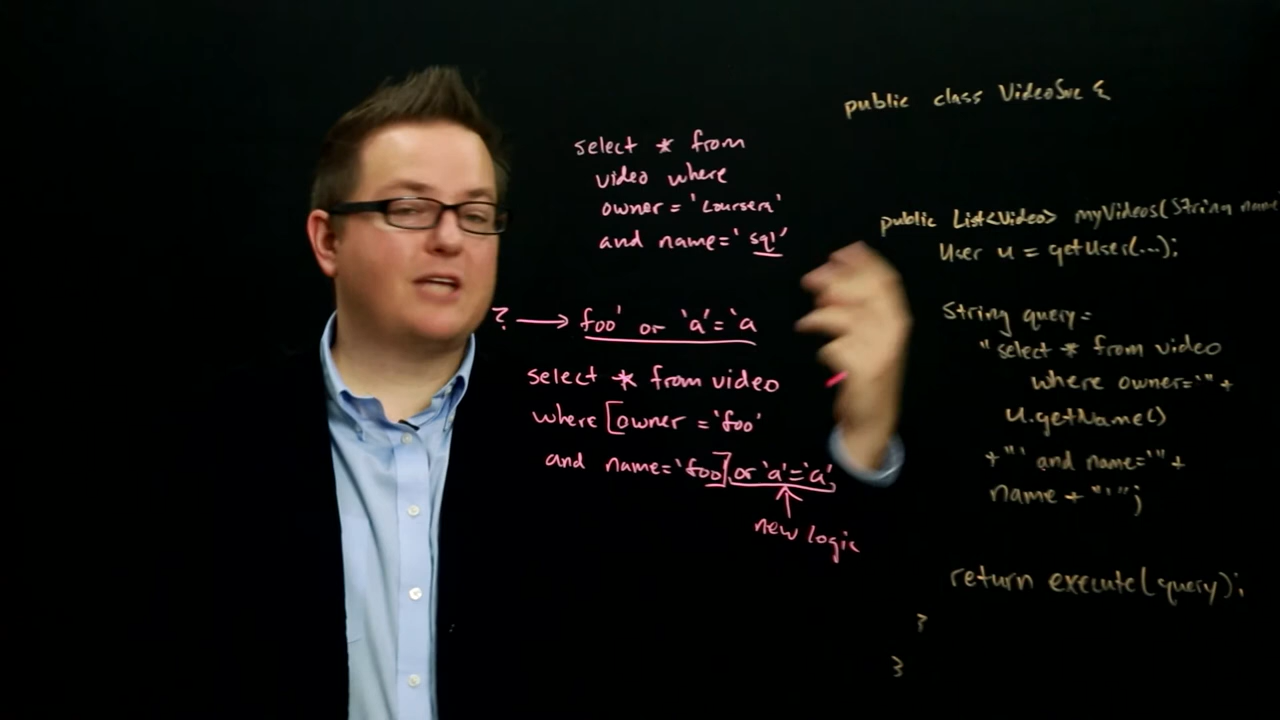 select * from
video where
owner = 'Coursera'
and name = 'sql'
? → foo' or 'a'='a
select * from video
where [owner = 'foo'
and name='foo'] or 'a'='a'
new logic
public class VideoSvc {
public List<Video> myVideos(String name
User u = getUser(...);
String query =
"select * from video
where owner='" +
u.getName()
+ "' and name='" +
name + "'";
return execute(query);
}
}